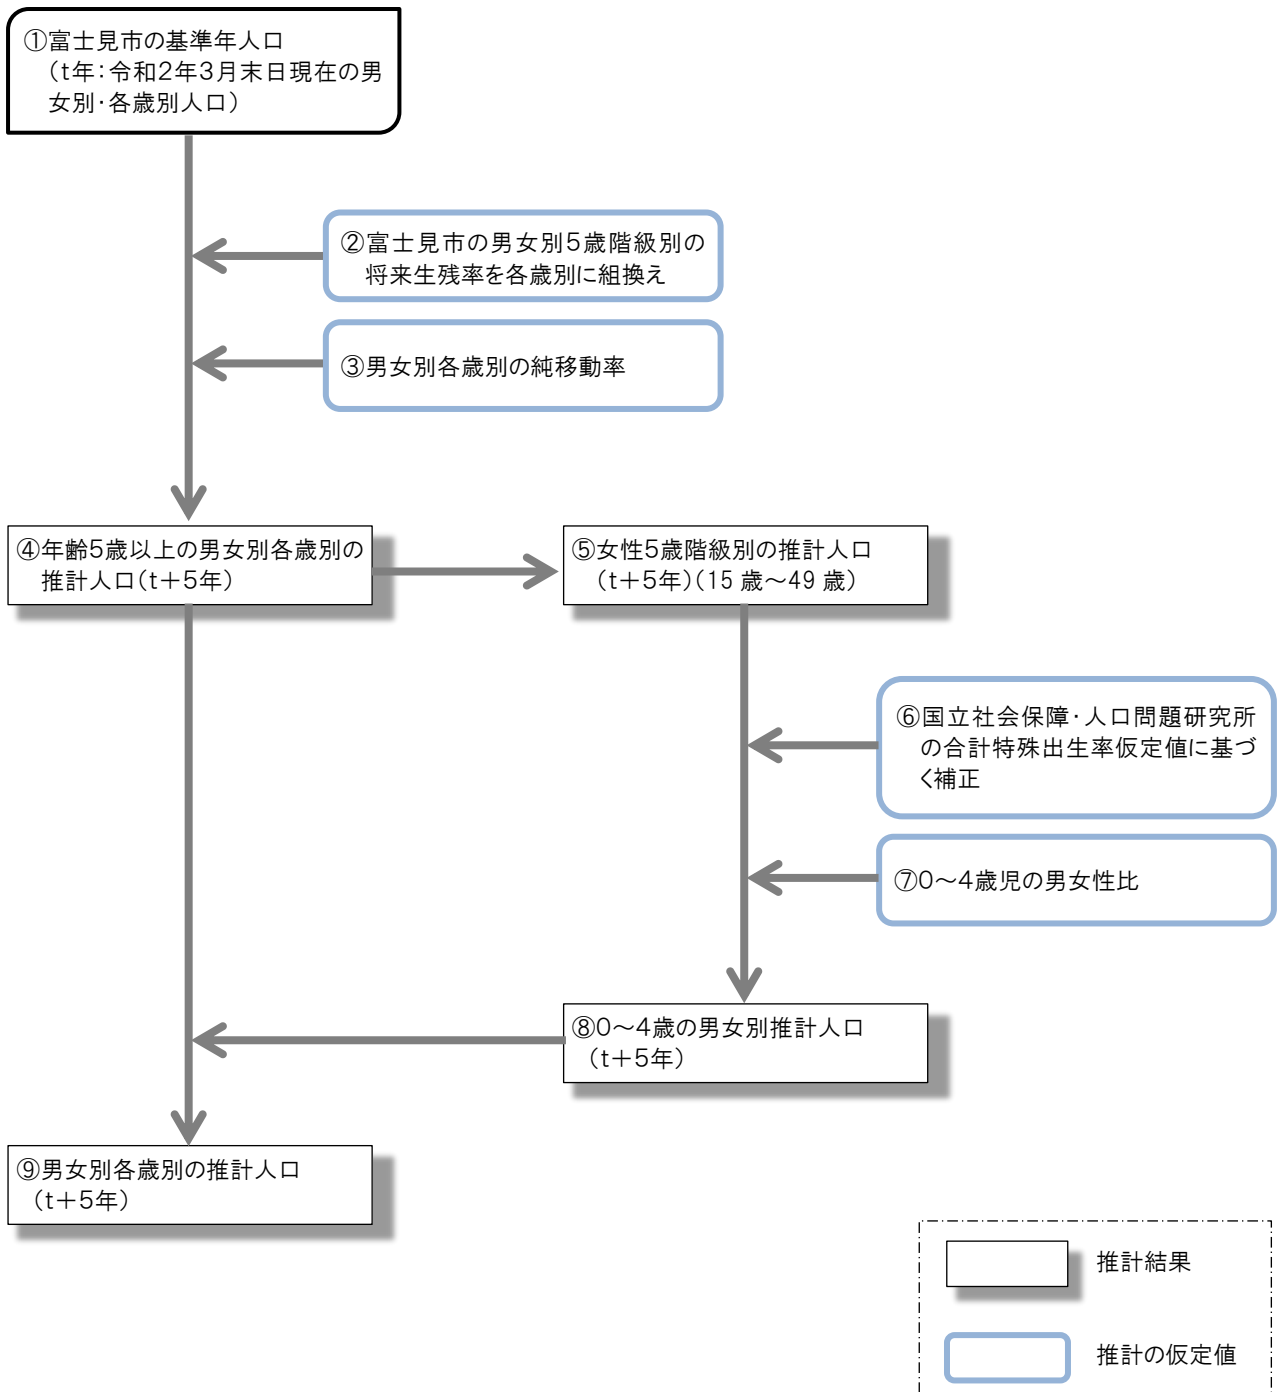 ①富士見市の基準年人口
（t年：令和2年3月末日現在の男
女別・各歳別人口）
②富士見市の男女別5歳階級別の
将来生残率を各歳別に組換え
③男女別各歳別の純移動率
④年齢5歳以上の男女別各歳別の
推計人口（t＋5年）
⑤女性5歳階級別の推計人口
（t＋5年）（15 歳～49 歳）
⑥国立社会保障・人口問題研究所
の合計特殊出生率仮定値に基づ
く補正
⑦0～4歳児の男女性比
⑧0～4歳の男女別推計人口
（t＋5年）
⑨男女別各歳別の推計人口
（t＋5年）
推計結果
推計の仮定値